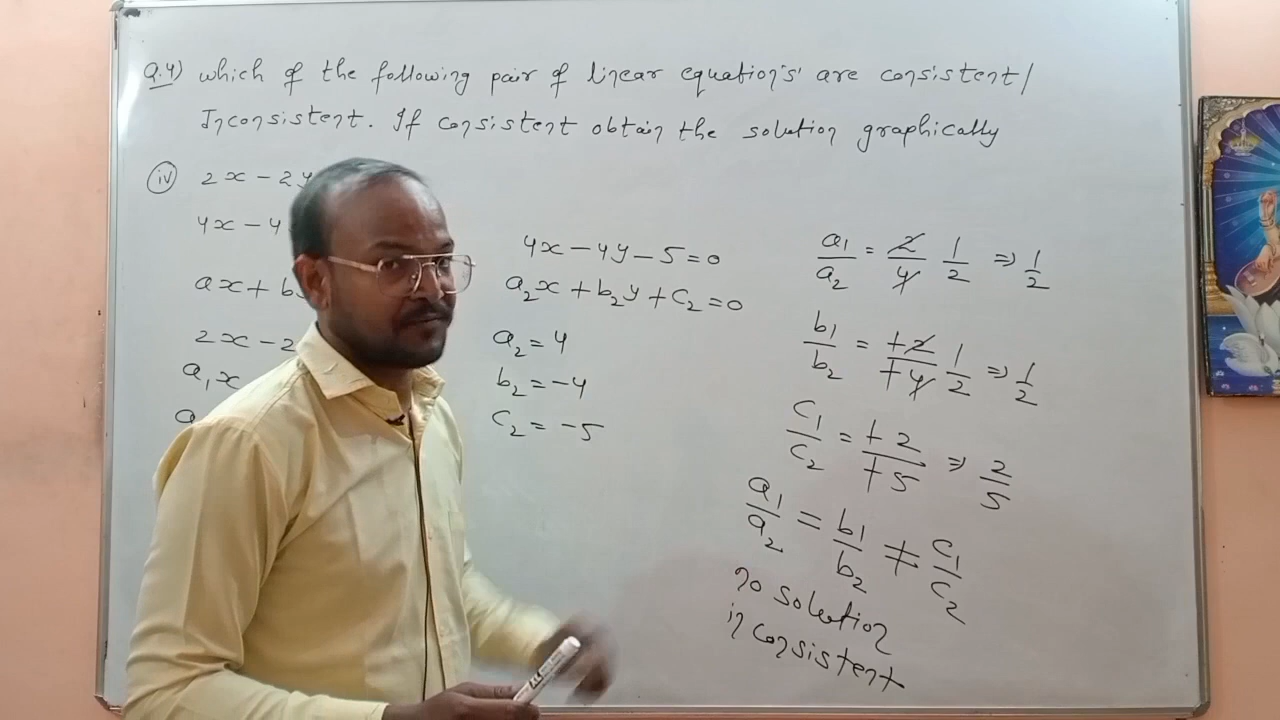 Q.4) which of the following pair of linear equation's are consistent/
Inconsistent. If consistent obtain the solution graphically
(iv) 2x - 2y
4x - 4
ax + by
2x - 2
a₁x
a
4x - 4y - 5 = 0
a₂x + b₂y + c₂ = 0
a₂ = 4
b₂ = -4
c₂ = -5
a₁/a₂ = 2/4 1/2 ⇒ 1/2
b₁/b₂ = +2/+4 1/2 ⇒ 1/2
c₁/c₂ = +2/+5 ⇒ 2/5
a₁/a₂ = b₁/b₂ ≠ c₁/c₂
no solution
inconsistent